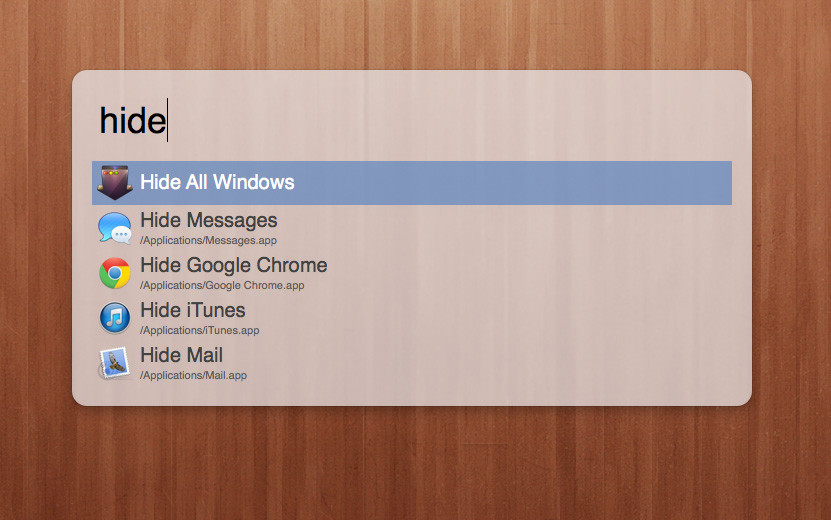 hide
Hide All Windows
Hide Messages
/Applications/Messages.app
Hide Google Chrome
/Applications/Google Chrome.app
Hide iTunes
/Applications/iTunes.app
Hide Mail
/Applications/Mail.app